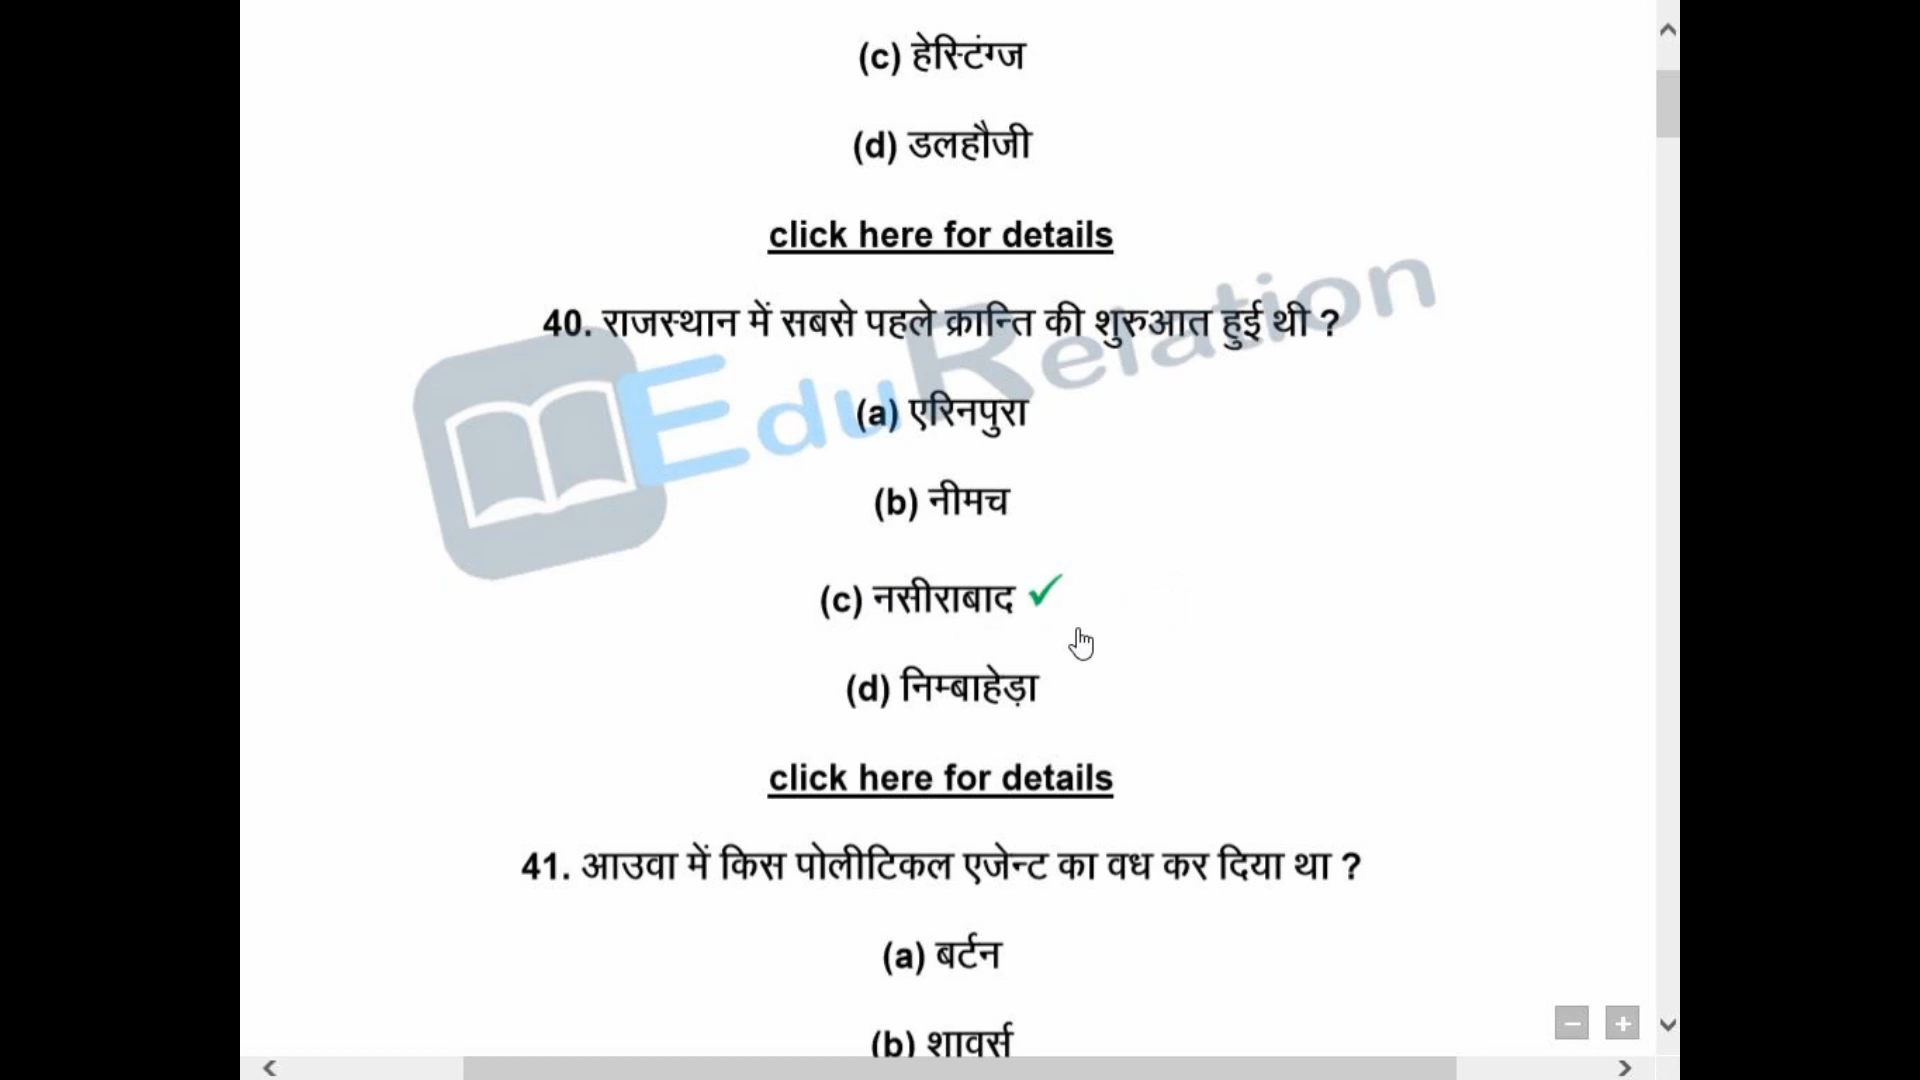 (c) हेस्टिंग्ज
(d) डलहौजी
click here for details
40. राजस्थान में सबसे पहले क्रान्ति की शुरुआत हुई थी ?
EduRelation
(a) एरिनपुरा
(b) नीमच
(c) नसीराबाद ✓
(d) निम्बाहेड़ा
click here for details
41. आउवा में किस पोलीटिकल एजेन्ट का वध कर दिया था ?
(a) बर्टन
(b) शावर्स